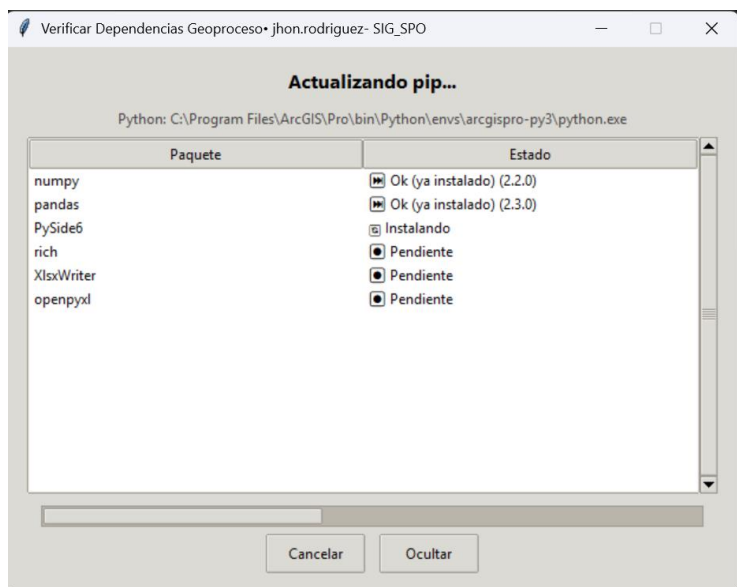 Verificar Dependencias Geoproceso• jhon.rodriguez- SIG_SPO
Actualizando pip...
Python: C:\Program Files\ArcGIS\Pro\bin\Python\envs\arcgispro-py3\python.exe
Paquete Estado
numpy Ok (ya instalado) (2.2.0)
pandas Ok (ya instalado) (2.3.0)
PySide6 Instalando
rich Pendiente
XlsxWriter Pendiente
openpyxl Pendiente
Cancelar Ocultar